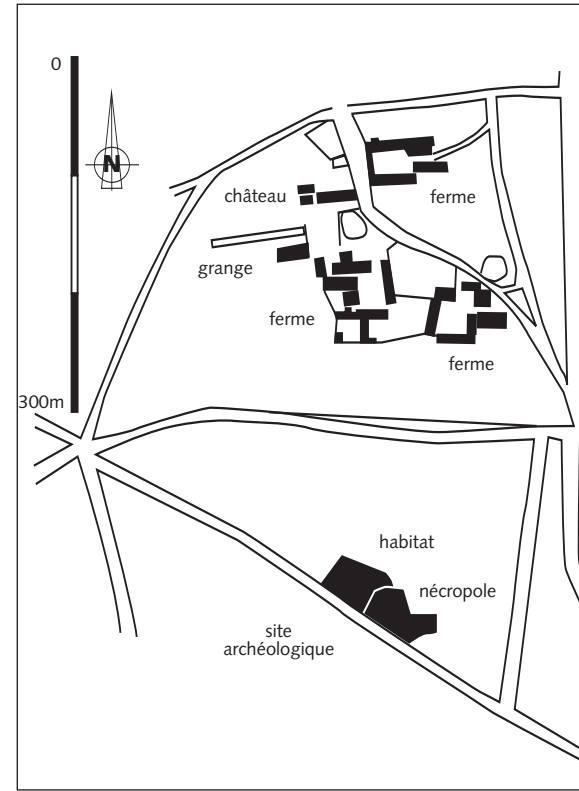 0
N
château
ferme
grange
ferme
ferme
300m
habitat
nécropole
site
archéologique